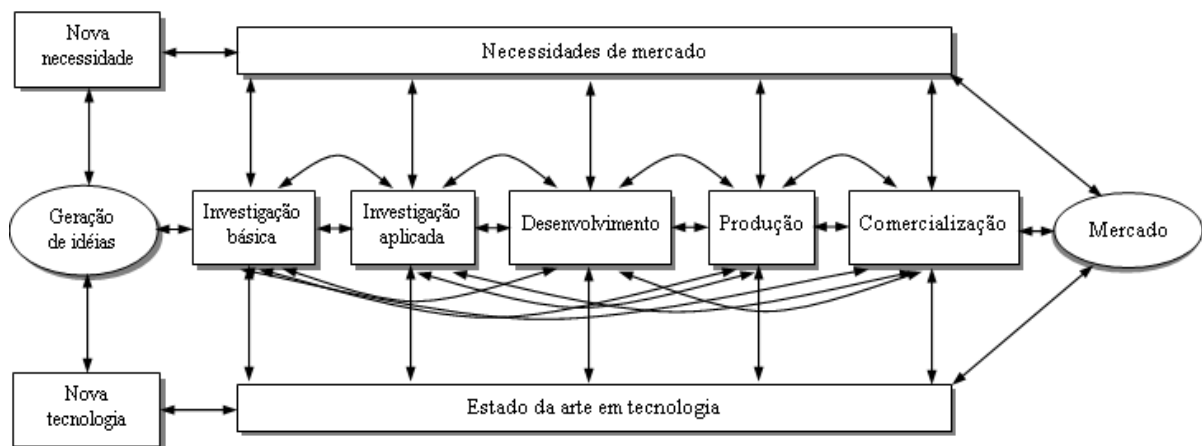 Nova
necessidade
Necessidades de mercado
Geração
de idéias
Investigação
básica
Investigação
aplicada
Desenvolvimento
Produção
Comercialização
Mercado
Nova
tecnologia
Estado da arte em tecnologia